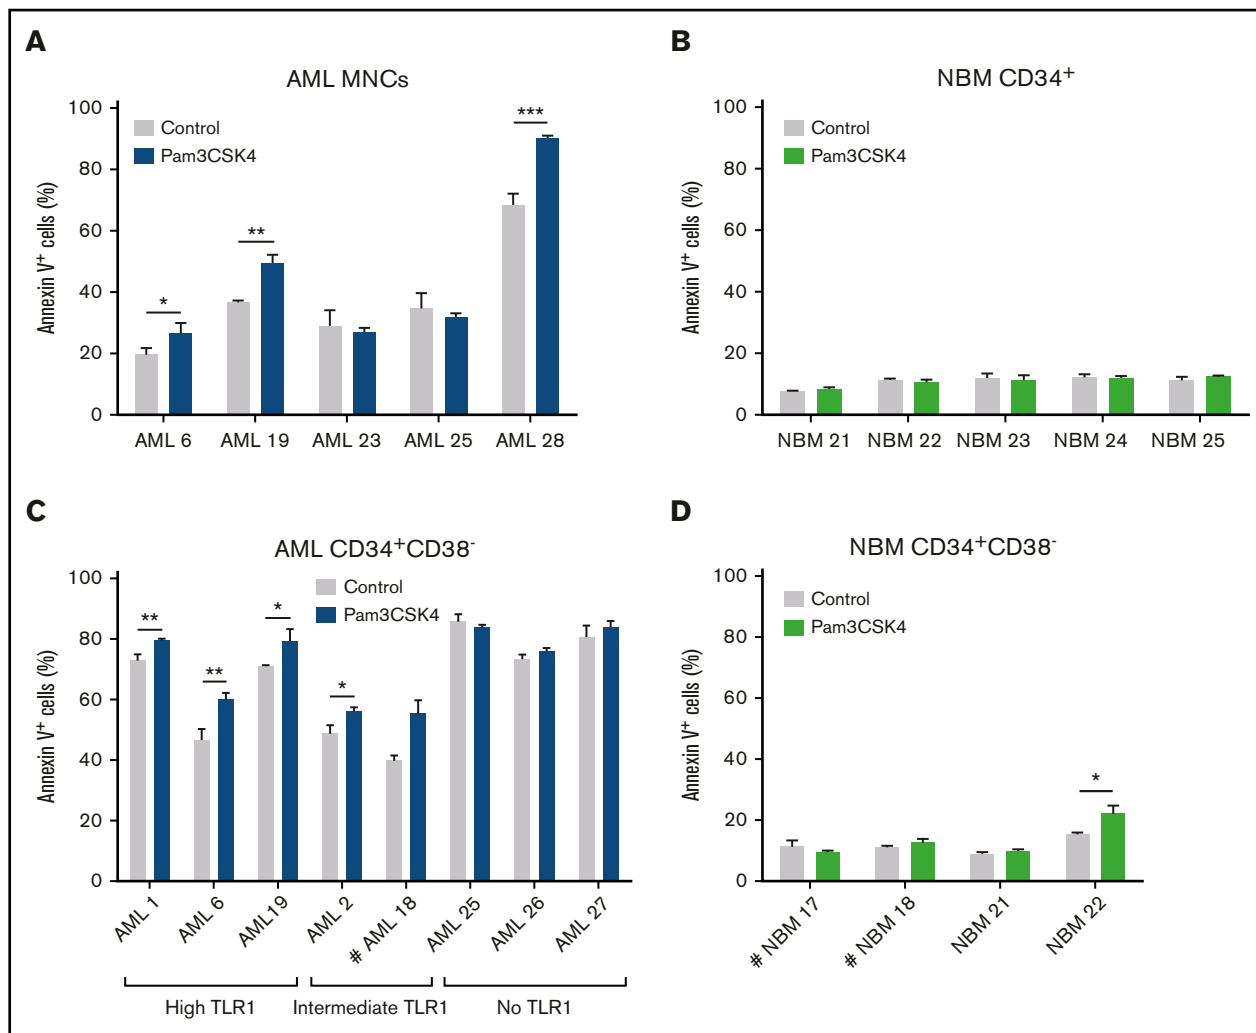 A
AML MNCs
Control
Pam3CSK4
Annexin V+ cells (%)
100
80
60
40
20
0
*
**
***
AML 6
AML 19
AML 23
AML 25
AML 28
B
NBM CD34+
Control
Pam3CSK4
Annexin V+ cells (%)
100
80
60
40
20
0
NBM 21
NBM 22
NBM 23
NBM 24
NBM 25
C
AML CD34+CD38-
Control
Pam3CSK4
Annexin V+ cells (%)
100
80
60
40
20
0
**
**
*
*
AML 1
AML 6
AML19
AML 2
# AML 18
AML 25
AML 26
AML 27
High TLR1
Intermediate TLR1
No TLR1
D
NBM CD34+CD38-
Control
Pam3CSK4
Annexin V+ cells (%)
100
80
60
40
20
0
*
# NBM 17
# NBM 18
NBM 21
NBM 22